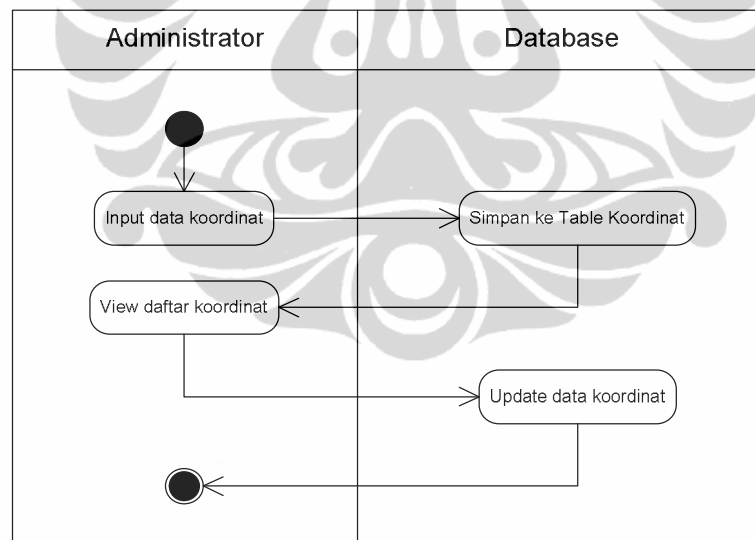 Administrator
Database
Input data koordinat
Simpan ke Table Koordinat
View daftar koordinat
Update data koordinat